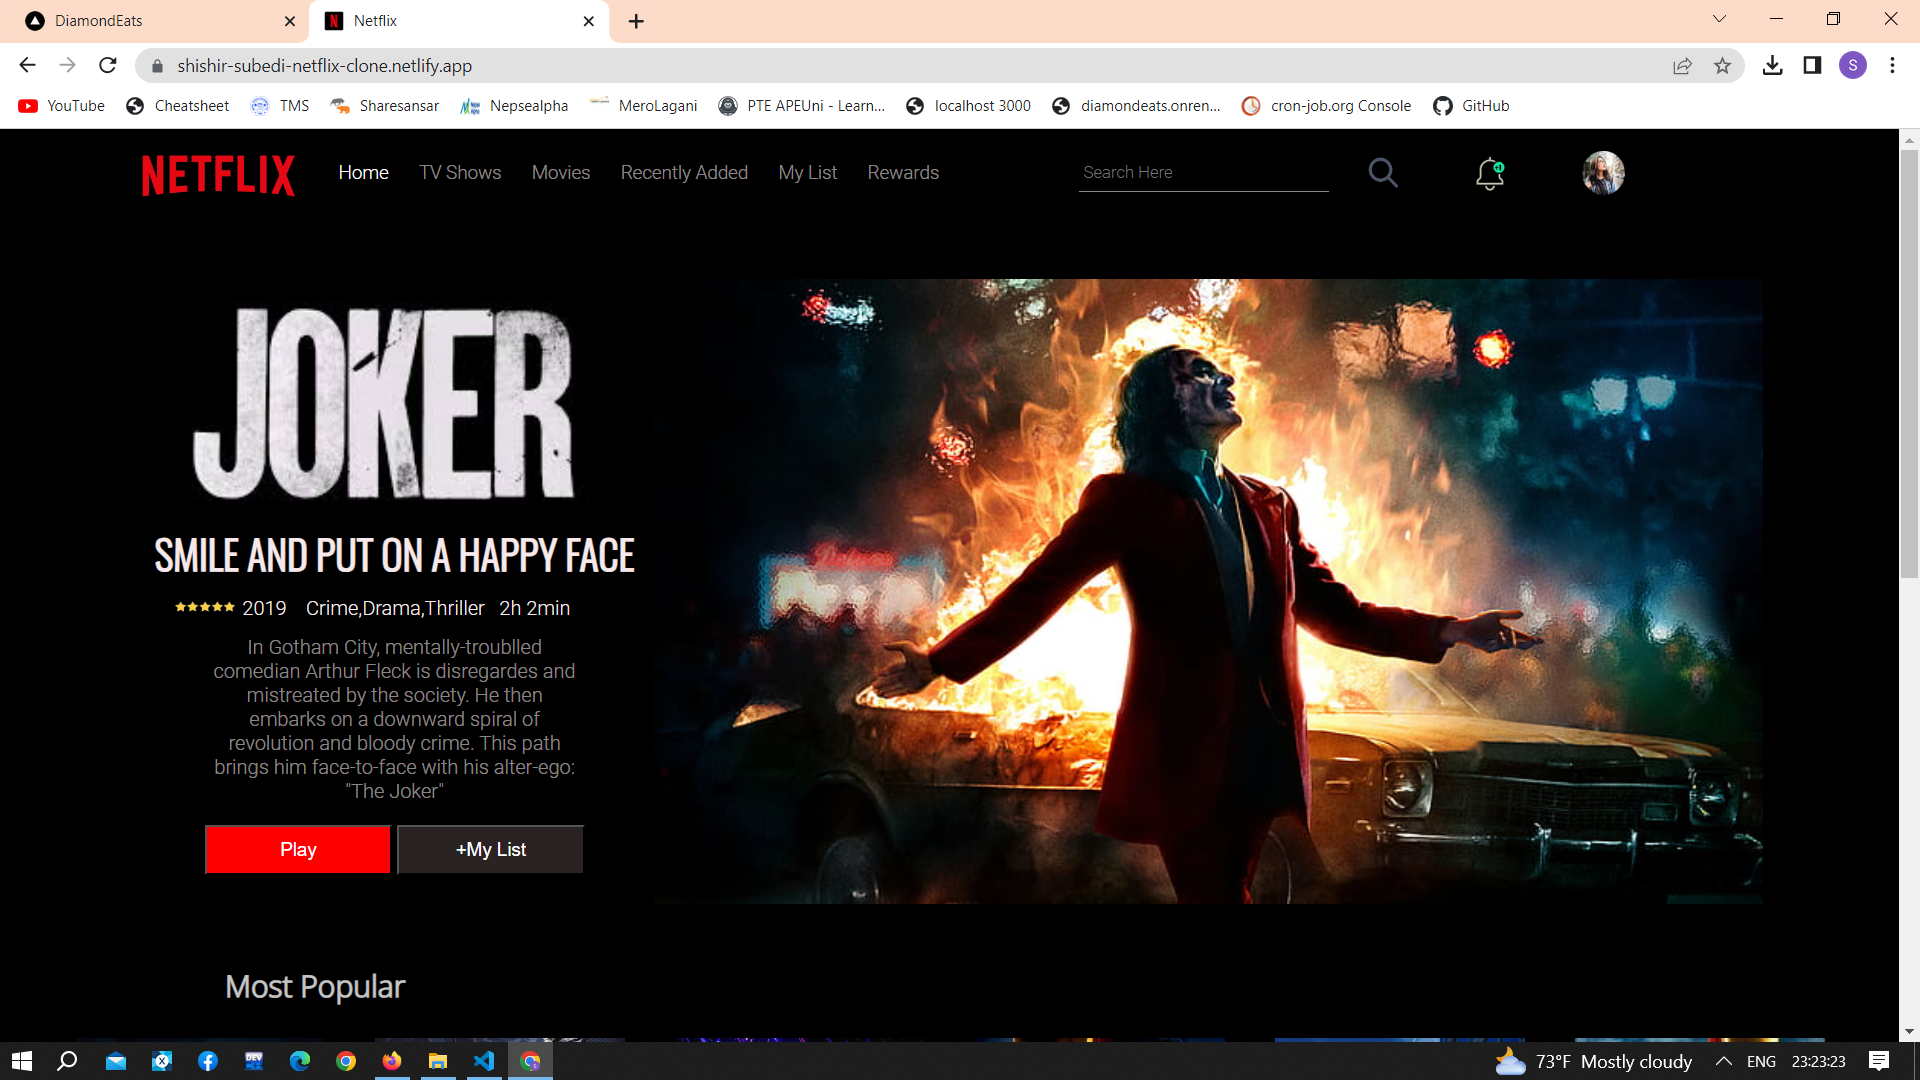 DiamondEats
Netflix
shishir-subedi-netflix-clone.netlify.app
S
YouTube
Cheatsheet
TMS
Sharesansar
Nepsealpha
MeroLagani
PTE APEUni - Learn...
localhost 3000
diamondeats.onren...
cron-job.org Console
GitHub
NETFLIX
Home
TV Shows
Movies
Recently Added
My List
Rewards
Search Here
JOKER
SMILE AND PUT ON A HAPPY FACE
2019 Crime,Drama,Thriller 2h 2min
In Gotham City, mentally-troublled
comedian Arthur Fleck is disregardes and
mistreated by the society. He then
embarks on a downward spiral of
revolution and bloody crime. This path
brings him face-to-face with his alter-ego:
"The Joker"
Play
+My List
Most Popular
73°F Mostly cloudy
ENG
23:23:23